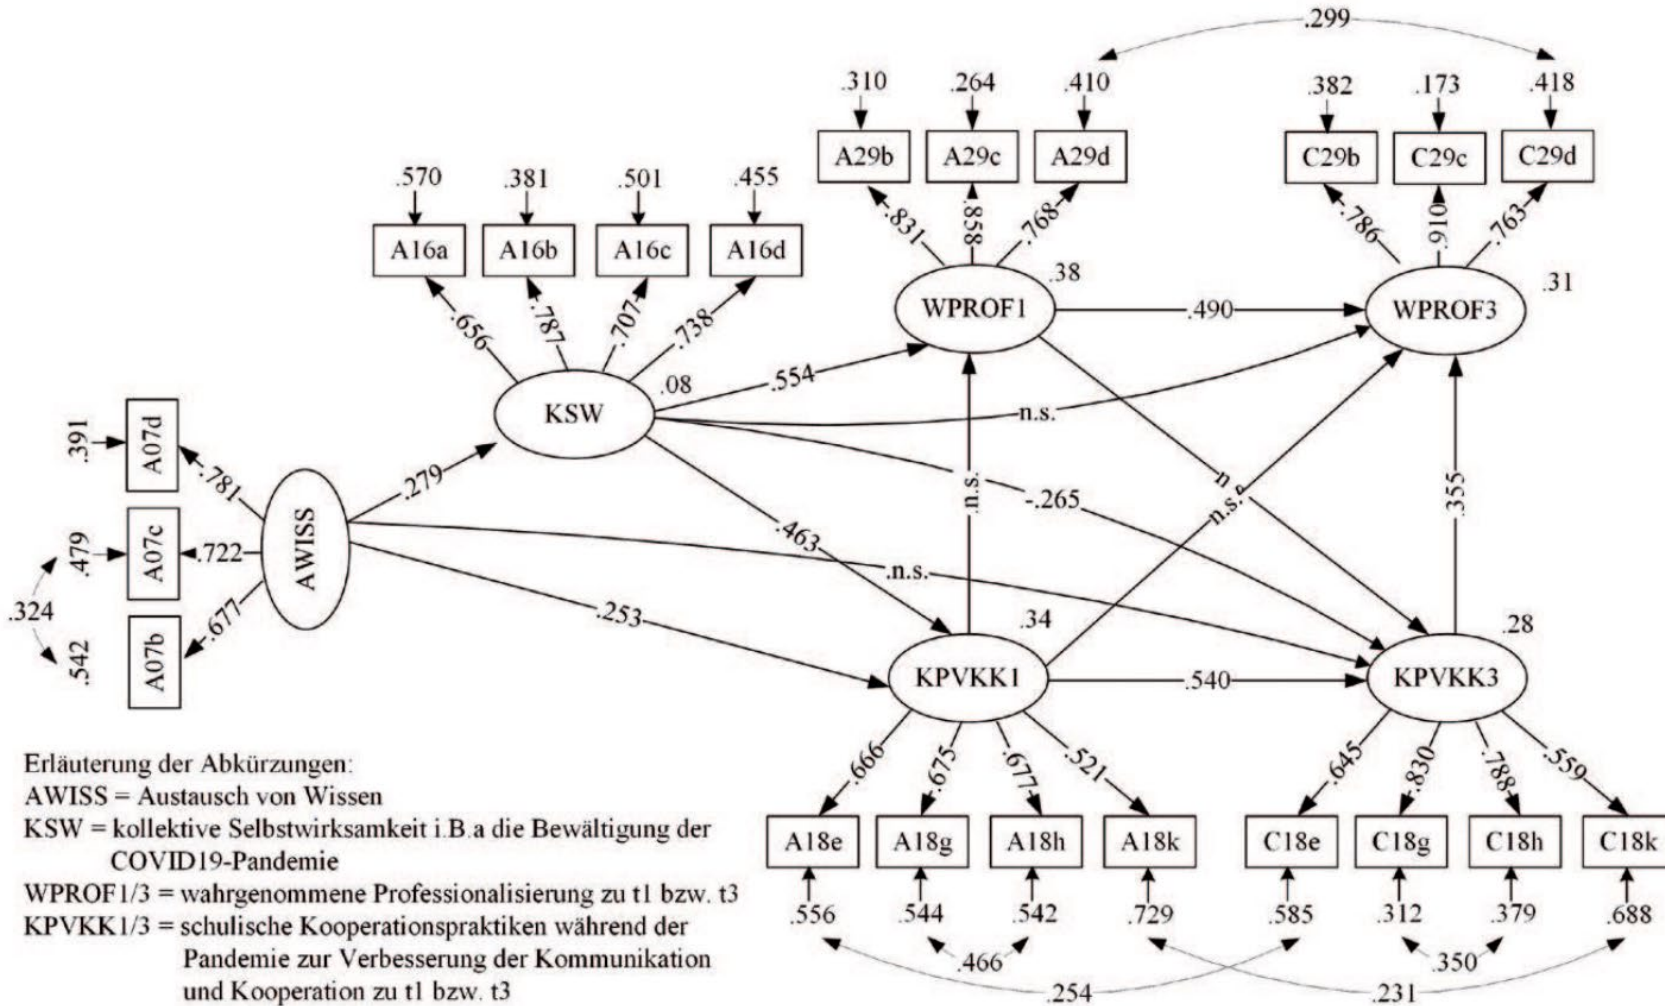 .299
.310 .264 .410 .382 .173 .418
A29b A29c A29d C29b C29c C29d
.570 .381 .501 .455
.831 .858 .768 .786 .910 .763
A16a A16b A16c A16d
.38 .31
WPROF1 .490 WPROF3
.656 .787 .707 .738
.08
KSW .554
n.s.
.391 A07d .781
.279
n.s. -.265 n. n.s. .355
.463
.479 A07c .722 AWISS
n.s.
.324
.253
.34 .28
.542 A07b .677
KPVKK1 .540 KPVKK3
.666 .675 .677 .521 .645 .830 .788 .559
A18e A18g A18h A18k C18e C18g C18h C18k
.556 .544 .542 .729 .585 .312 .379 .688
.466 .350
.254 .231
Erläuterung der Abkürzungen:
AWISS = Austausch von Wissen
KSW = kollektive Selbstwirksamkeit i.B.a die Bewältigung der
COVID19-Pandemie
WPROF1/3 = wahrgenommene Professionalisierung zu t1 bzw. t3
KPVKK1/3 = schulische Kooperationspraktiken während der
Pandemie zur Verbesserung der Kommunikation
und Kooperation zu t1 bzw. t3